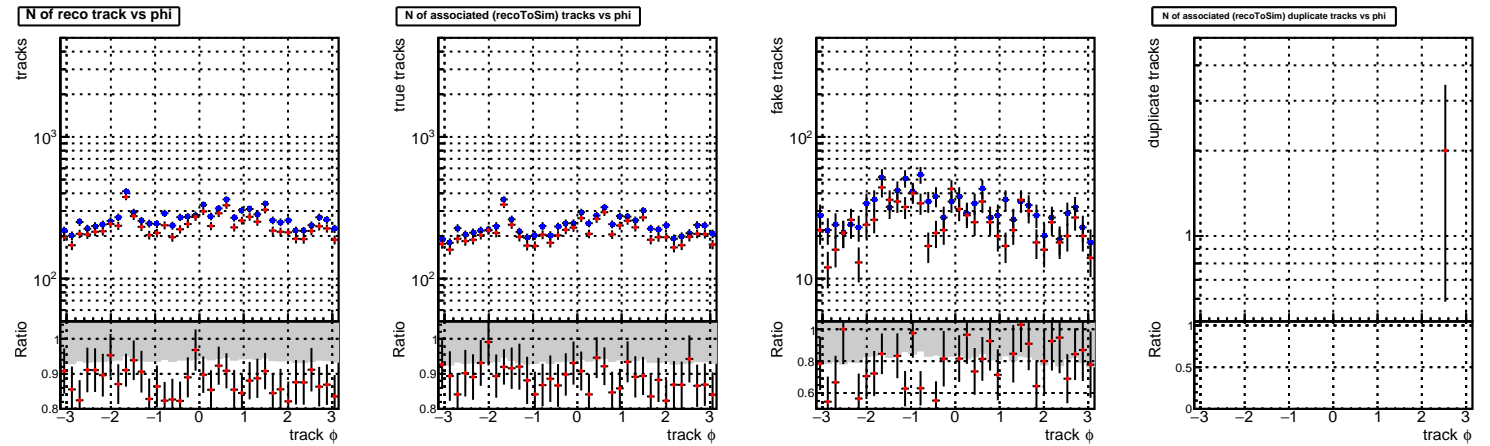 N of reco track vs phi
tracks
10³
10²
Ratio
1
0.9
0.8
−3 −2 −1 0 1 2 3
track ϕ
N of associated (recoToSim) tracks vs phi
true tracks
10³
10²
Ratio
1
0.9
0.8
−3 −2 −1 0 1 2 3
track ϕ
fake tracks
10²
10
Ratio
1
0.8
0.6
−3 −2 −1 0 1 2 3
track ϕ
N of associated (recoToSim) duplicate tracks vs phi
duplicate tracks
1
Ratio
1
0.5
0
−3 −2 −1 0 1 2 3
track ϕ